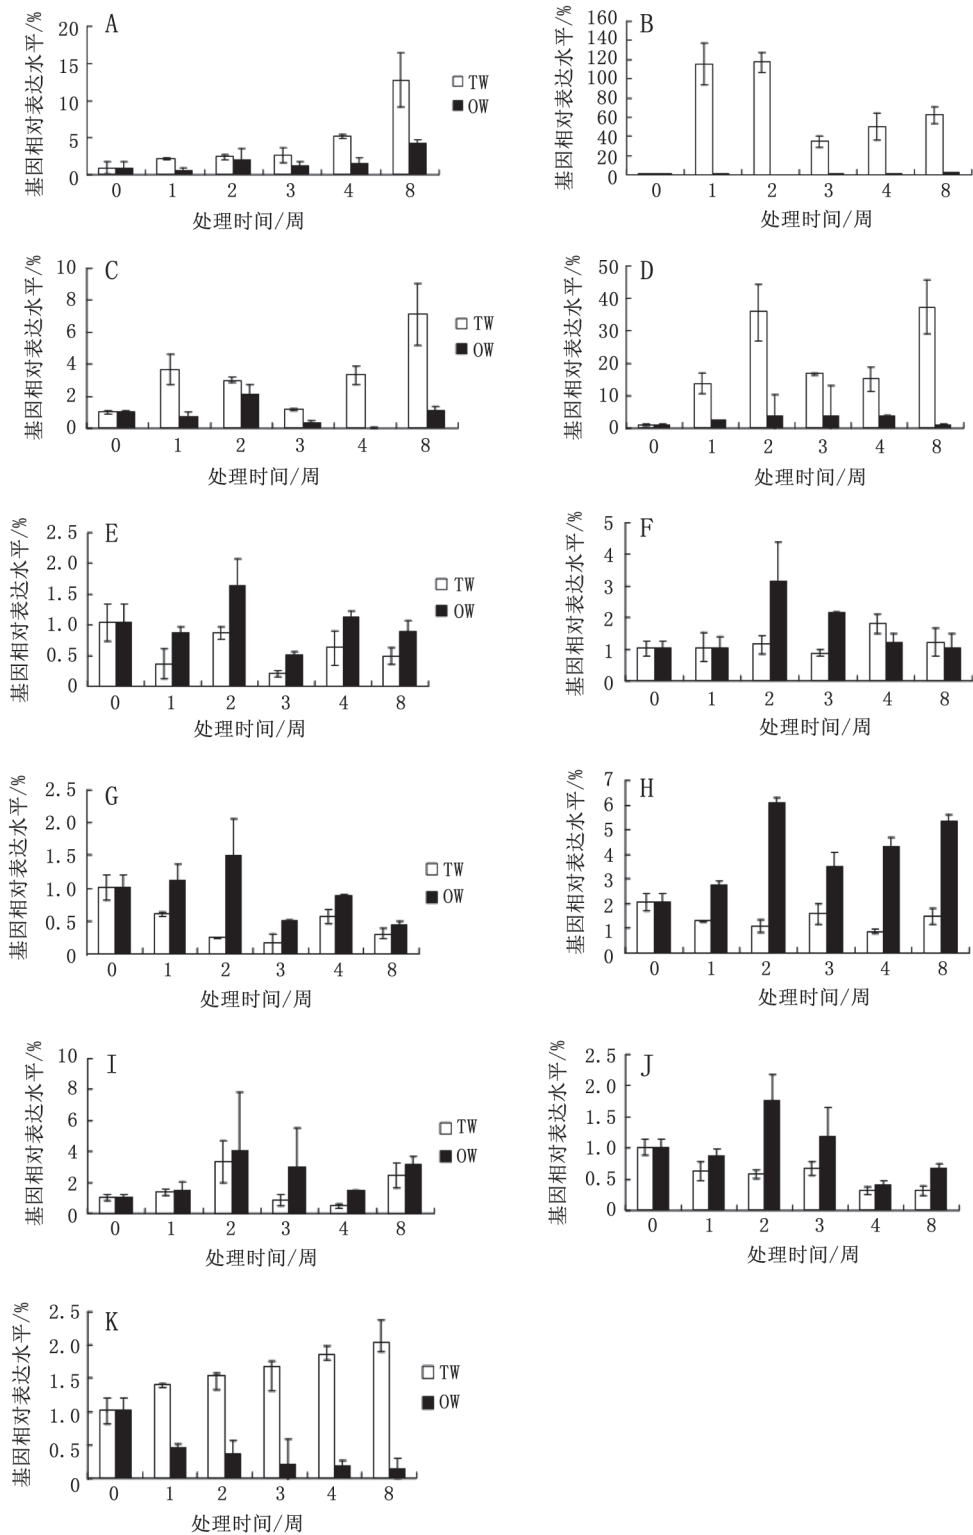 A
基因相对表达水平/%
20
15
10
5
0
0 1 2 3 4 8
处理时间/周
TW
OW
B
基因相对表达水平/%
160
140
120
100
80
60
40
20
0
0 1 2 3 4 8
处理时间/周
C
基因相对表达水平/%
10
8
6
4
2
0
0 1 2 3 4 8
处理时间/周
TW
OW
D
基因相对表达水平/%
50
40
30
20
10
0
0 1 2 3 4 8
处理时间/周
E
基因相对表达水平/%
2.5
2.0
1.5
1.0
0.5
0
0 1 2 3 4 8
处理时间/周
TW
OW
F
基因相对表达水平/%
5
4
3
2
1
0
0 1 2 3 4 8
处理时间/周
G
基因相对表达水平/%
2.5
2.0
1.5
1.0
0.5
0
0 1 2 3 4 8
处理时间/周
TW
OW
H
基因相对表达水平/%
7
6
5
4
3
2
1
0
0 1 2 3 4 8
处理时间/周
I
基因相对表达水平/%
10
8
6
4
2
0
0 1 2 3 4 8
处理时间/周
TW
OW
J
基因相对表达水平/%
2.5
2.0
1.5
1.0
0.5
0
0 1 2 3 4 8
处理时间/周
K
基因相对表达水平/%
2.5
2.0
1.5
1.0
0.5
0
0 1 2 3 4 8
处理时间/周
TW
OW